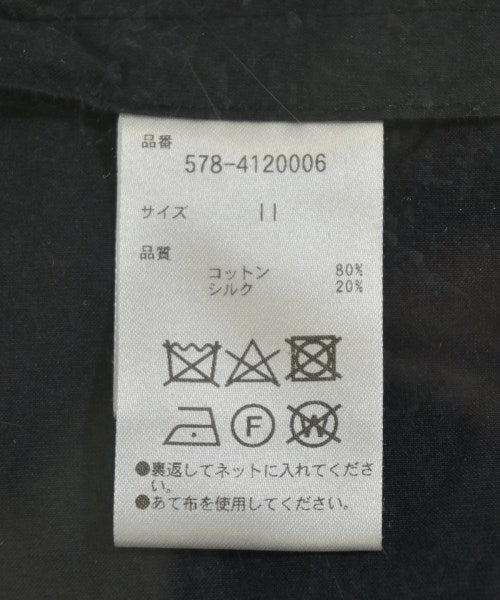 品番
578-4120006
サイズ II
品質
コットン 80%
シルク 20%
F W
●裏返してネットに入れてくださ
い。
●あて布を使用してください。